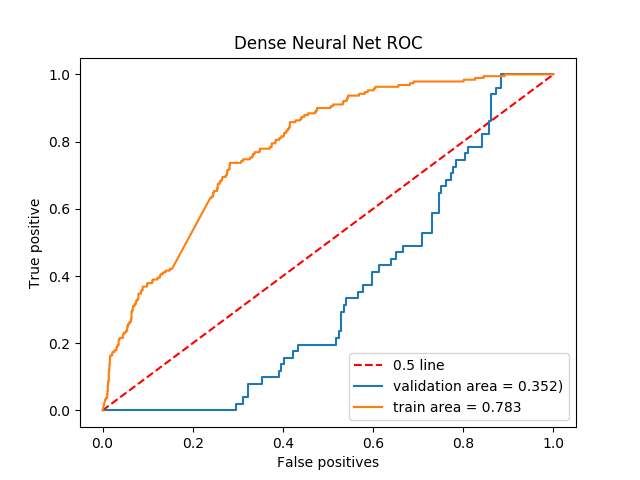 Dense Neural Net ROC
True positive
1.0
0.8
0.6
0.4
0.2
0.0
0.5 line
validation area = 0.352)
train area = 0.783
0.0 0.2 0.4 0.6 0.8 1.0
False positives